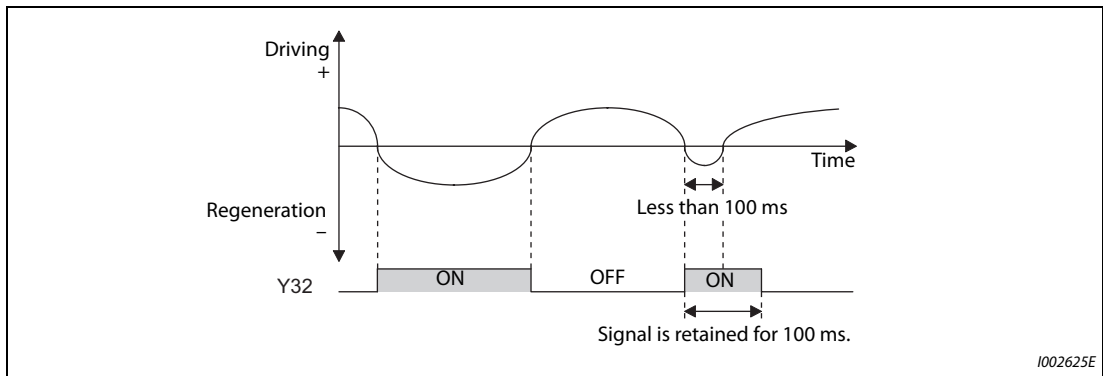 Driving
+
Time
Less than 100 ms
Regeneration
–
Y32
ON
OFF
ON
Signal is retained for 100 ms.
I002625E